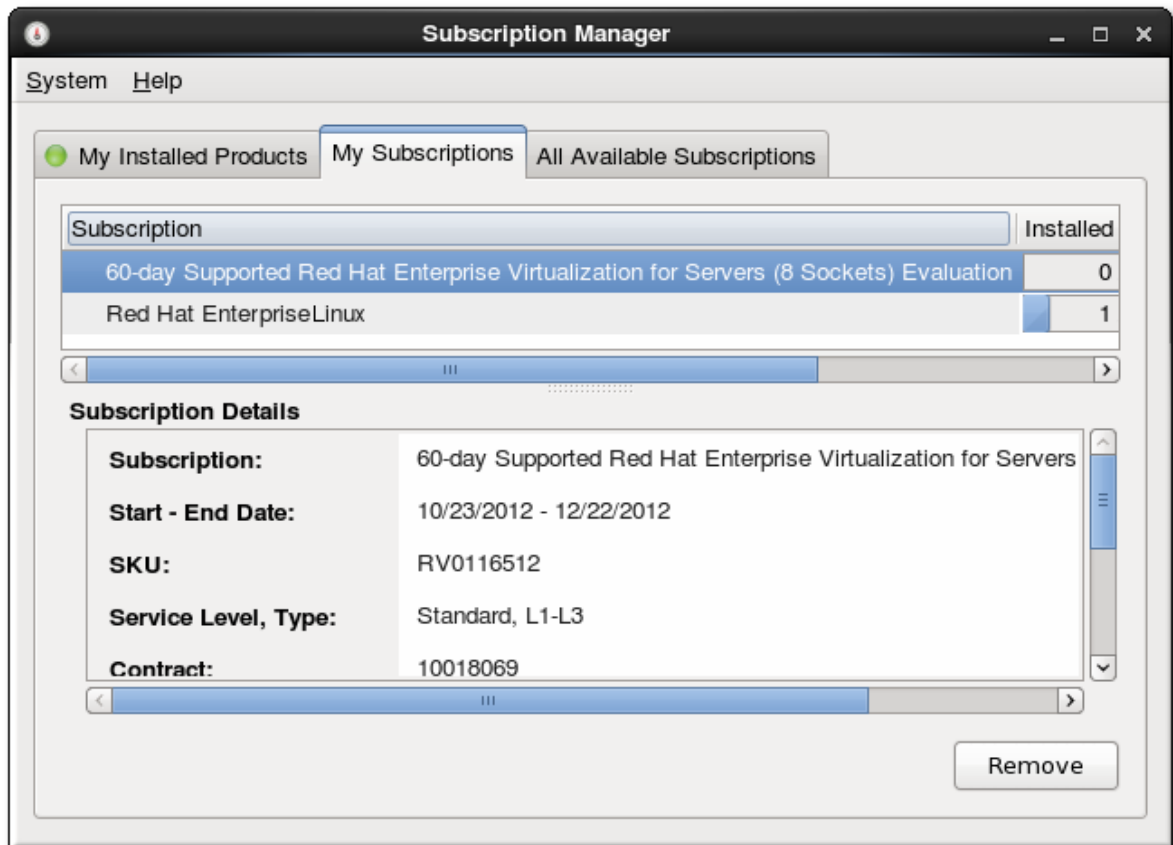 Subscription Manager
System Help
My Installed Products My Subscriptions All Available Subscriptions
Subscription Installed
60-day Supported Red Hat Enterprise Virtualization for Servers (8 Sockets) Evaluation 0
Red Hat EnterpriseLinux 1
Subscription Details
Subscription: 60-day Supported Red Hat Enterprise Virtualization for Servers
Start - End Date: 10/23/2012 - 12/22/2012
SKU: RV0116512
Service Level, Type: Standard, L1-L3
Contract: 10018069
Remove